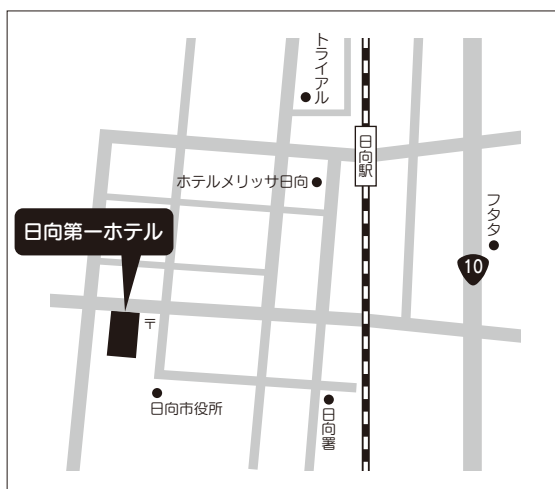 トライアル
日向駅
ホテルメリッサ日向
フタタ
日向第一ホテル
10
〒
日向市役所
日向署